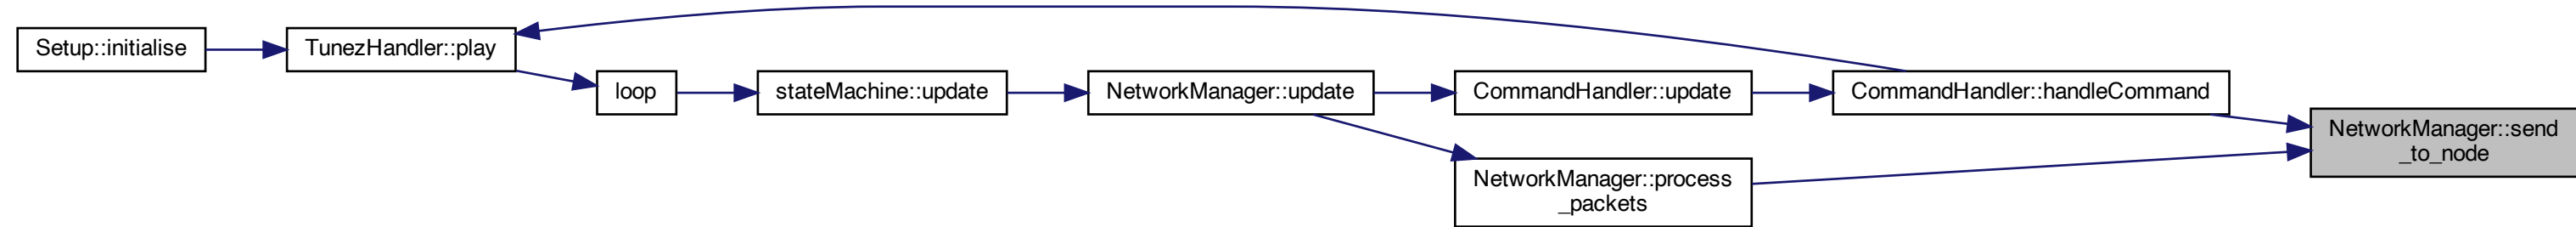 Setup::initialise
TunezHandler::play
loop
stateMachine::update
NetworkManager::update
CommandHandler::update
CommandHandler::handleCommand
NetworkManager::process
_packets
NetworkManager::send
_to_node